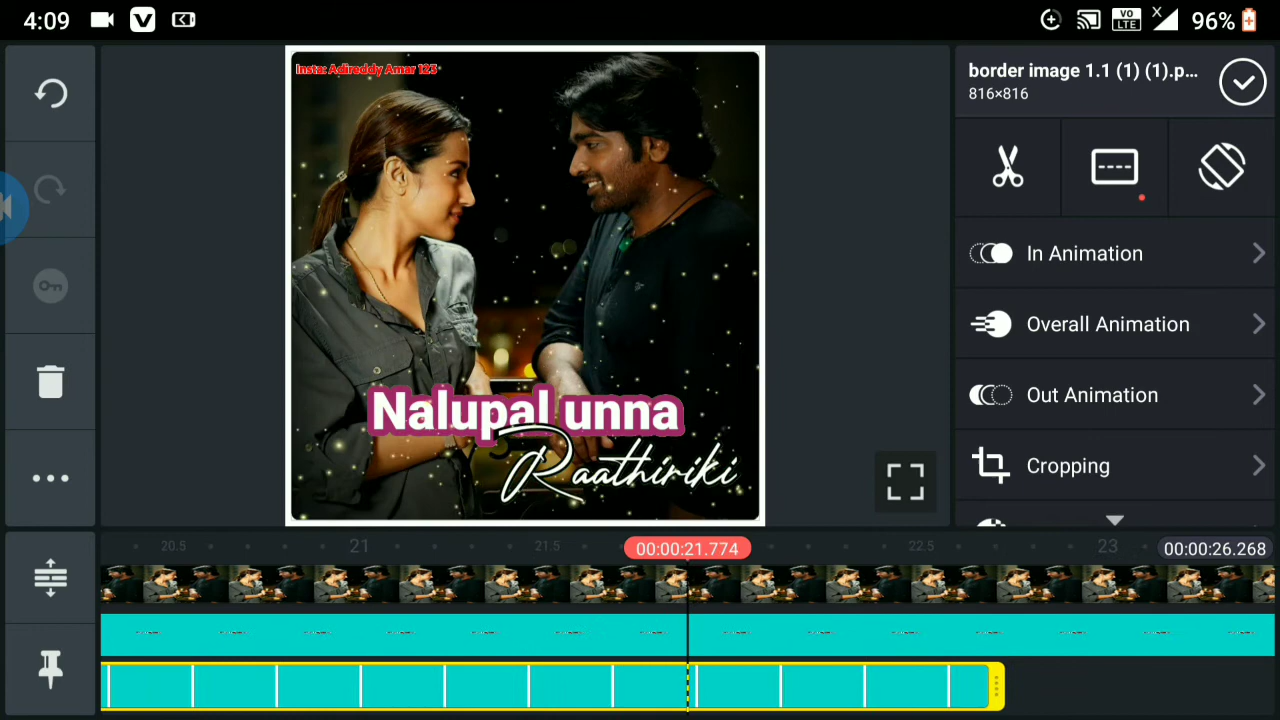 4:09
VO
LTE
X
96%
border image 1.1 (1) (1).p...
816×816
Insta: Adireddy Amar 123
In Animation
Overall Animation
Out Animation
Cropping
Nalupal unna
Raathiriki
20.5
21
21.5
00:00:21.774
22.5
23
00:00:26.268